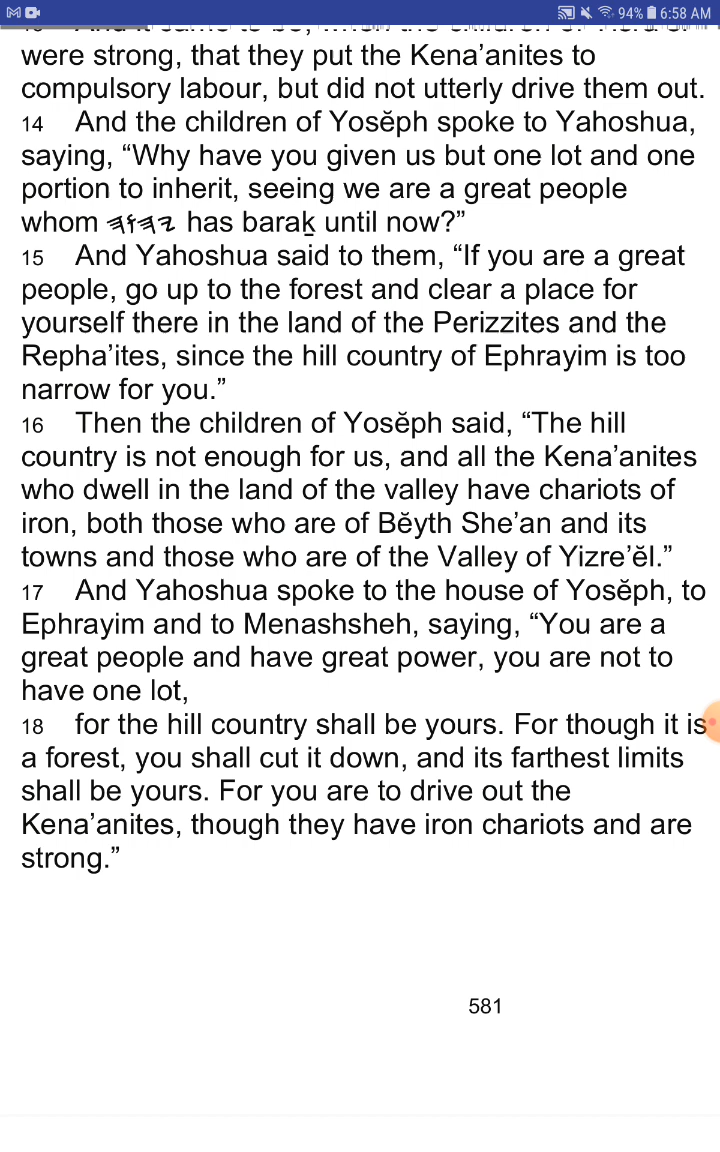 94% 6:58 AM
were strong, that they put the Kena’anites to
compulsory labour, but did not utterly drive them out.
14 And the children of Yosĕph spoke to Yahoshua,
saying, “Why have you given us but one lot and one
portion to inherit, seeing we are a great people
whom 𐤉𐤄𐤅𐤄 has baraḵ until now?”
15 And Yahoshua said to them, “If you are a great
people, go up to the forest and clear a place for
yourself there in the land of the Perizzites and the
Repha’ites, since the hill country of Ephrayim is too
narrow for you.”
16 Then the children of Yosĕph said, “The hill
country is not enough for us, and all the Kena’anites
who dwell in the land of the valley have chariots of
iron, both those who are of Bĕyth She’an and its
towns and those who are of the Valley of Yizre’ĕl.”
17 And Yahoshua spoke to the house of Yosĕph, to
Ephrayim and to Menashsheh, saying, “You are a
great people and have great power, you are not to
have one lot,
18 for the hill country shall be yours. For though it is
a forest, you shall cut it down, and its farthest limits
shall be yours. For you are to drive out the
Kena’anites, though they have iron chariots and are
strong.”
581